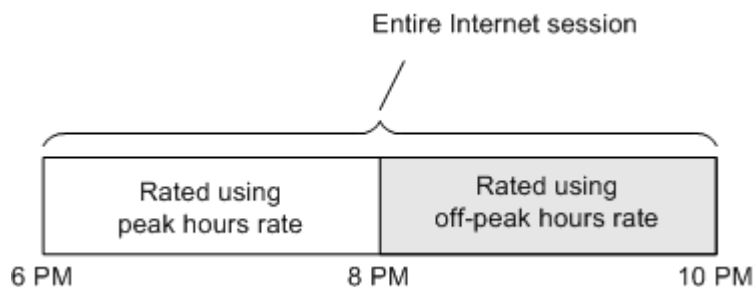 Entire Internet session
Rated using
peak hours rate
Rated using
off-peak hours rate
6 PM
8 PM
10 PM